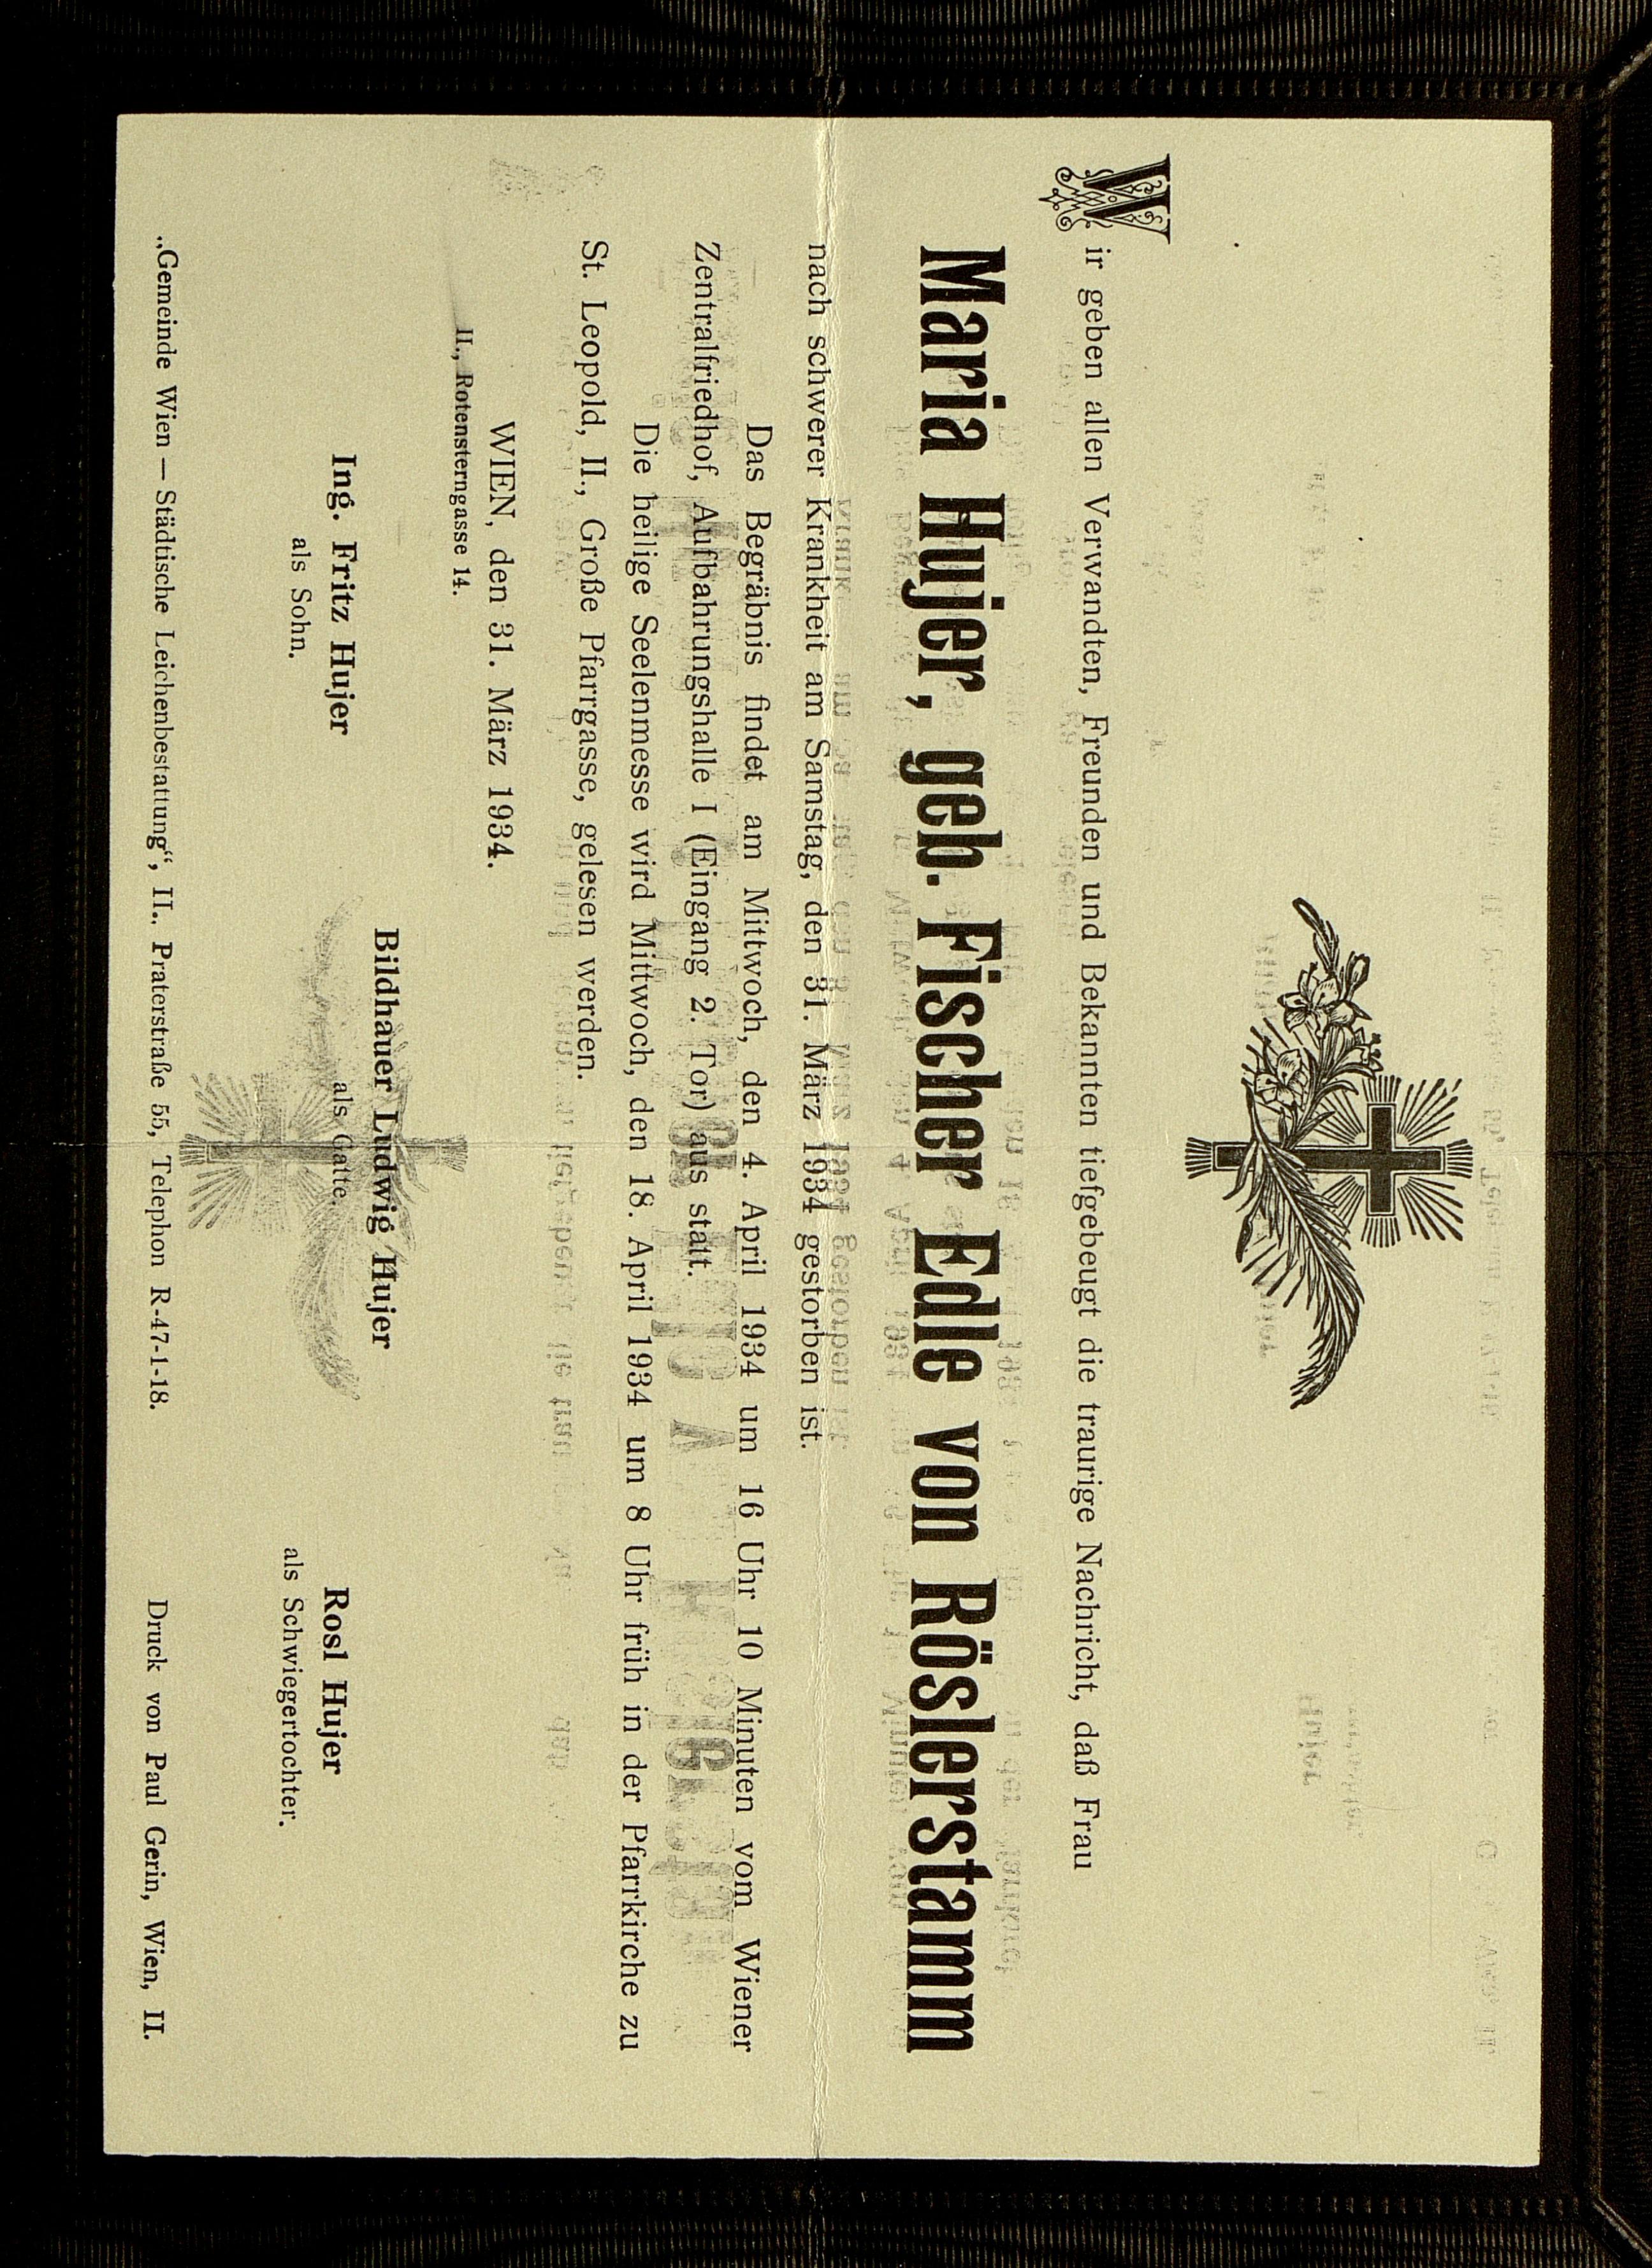 Wir geben allen Verwandten, Freunden und Bekannten tiefgebeugt die traurige Nachricht, daß Frau
Maria Hujer, geb. Fischer Edle von Röslerstamm
nach schwerer Krankheit am Samstag, den 31. März 1934 gestorben ist.
Das Begräbnis findet am Mittwoch, den 4. April 1934 um 16 Uhr 10 Minuten vom Wiener
Zentralfriedhof, Aufbahrungshalle I (Eingang 2. Tor) aus statt.
Die heilige Seelenmesse wird Mittwoch, den 18. April 1934 um 8 Uhr früh in der Pfarrkirche zu
St. Leopold, II., Große Pfarrgasse, gelesen werden.
WIEN, den 31. März 1934.
II., Rotensterngasse 14.
Bildhauer Ludwig Hujer
als Gatte.
Ing. Fritz Hujer
als Sohn.
Rosl Hujer
als Schwiegertochter.
„Gemeinde Wien — Städtische Leichenbestattung“, II., Praterstraße 55, Telephon R-47-1-18.
Druck von Paul Gerin, Wien, II.